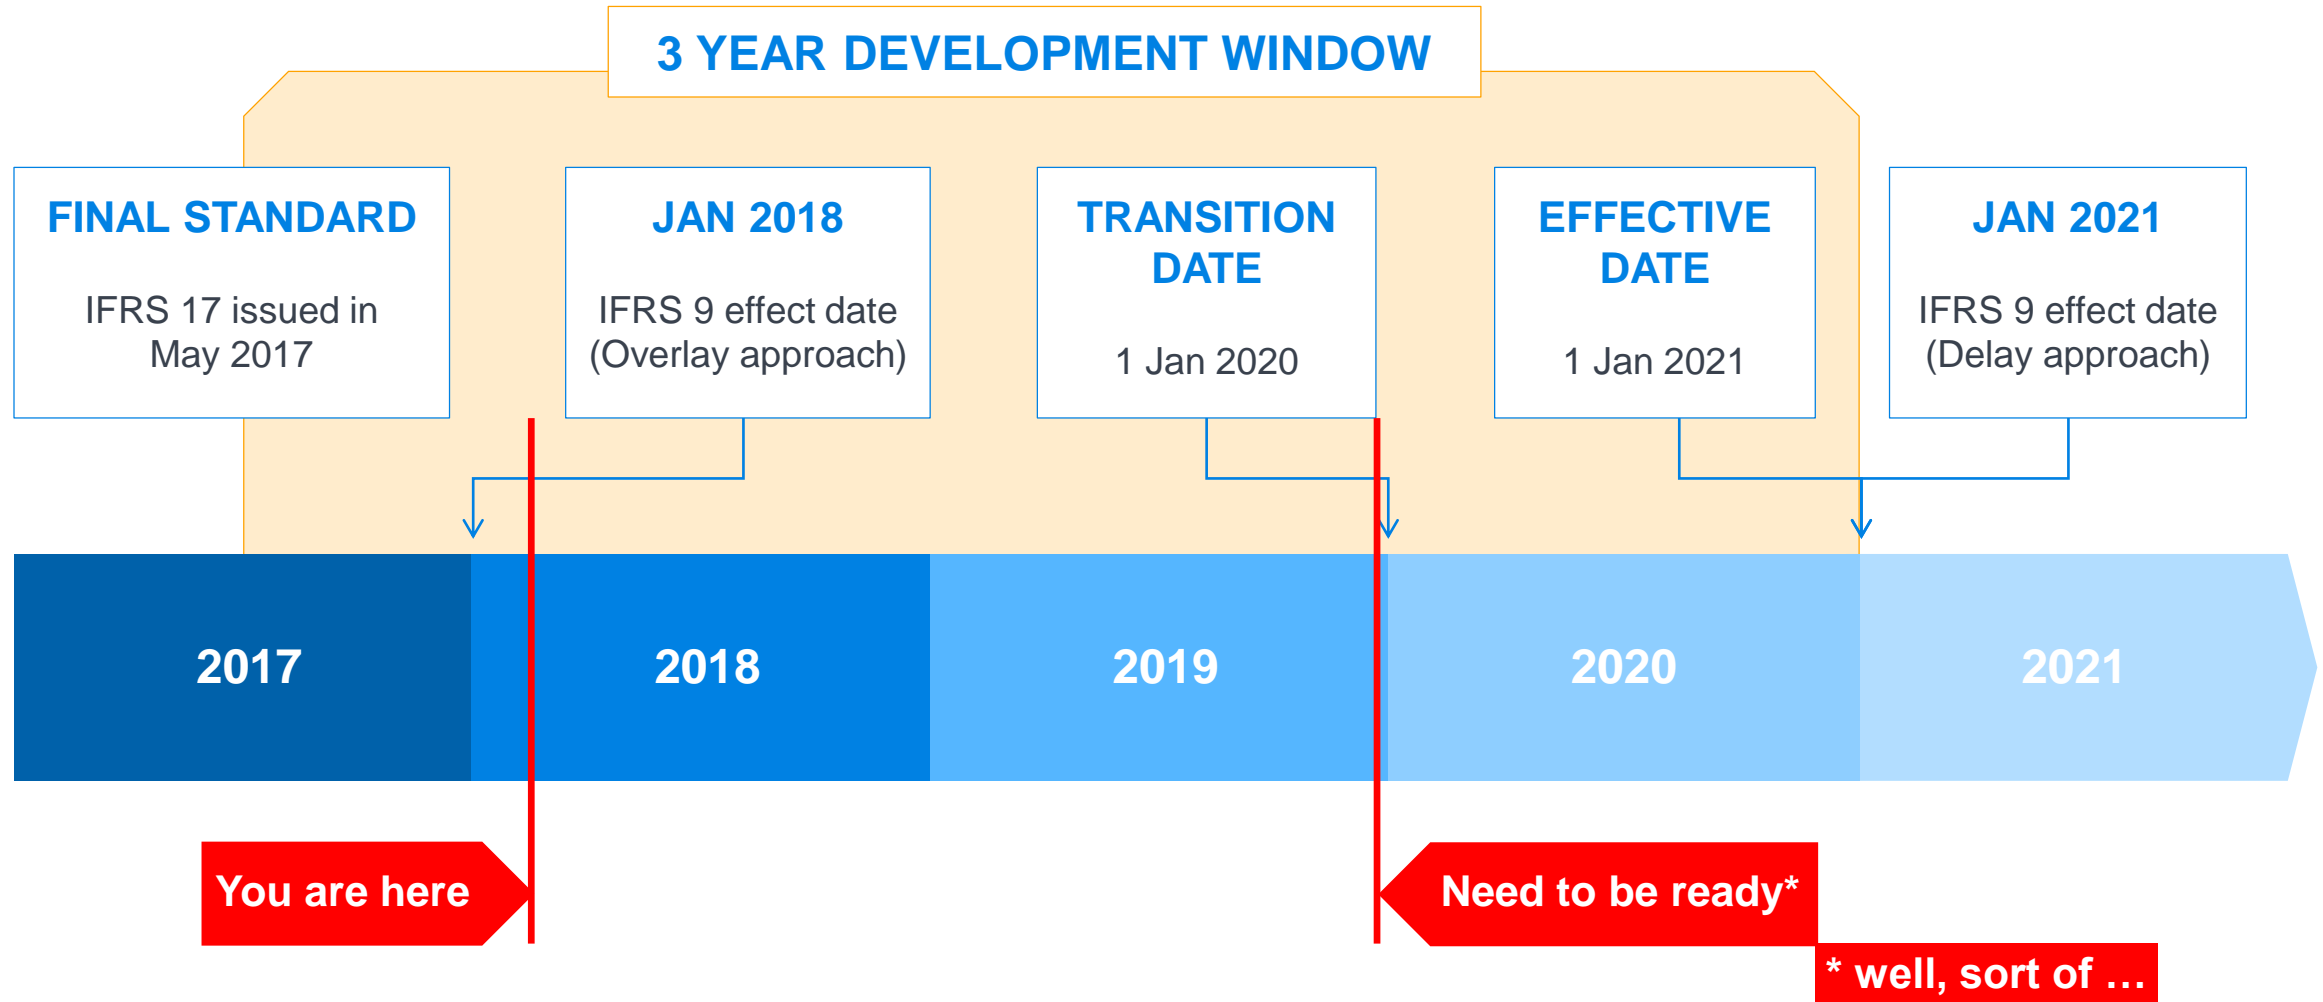 3 YEAR DEVELOPMENT WINDOW
FINAL STANDARD
IFRS 17 issued in
May 2017
JAN 2018
IFRS 9 effect date
(Overlay approach)
TRANSITION
DATE
1 Jan 2020
EFFECTIVE
DATE
1 Jan 2021
JAN 2021
IFRS 9 effect date
(Delay approach)
2017
2018
2019
2020
2021
You are here
Need to be ready*
* well, sort of …